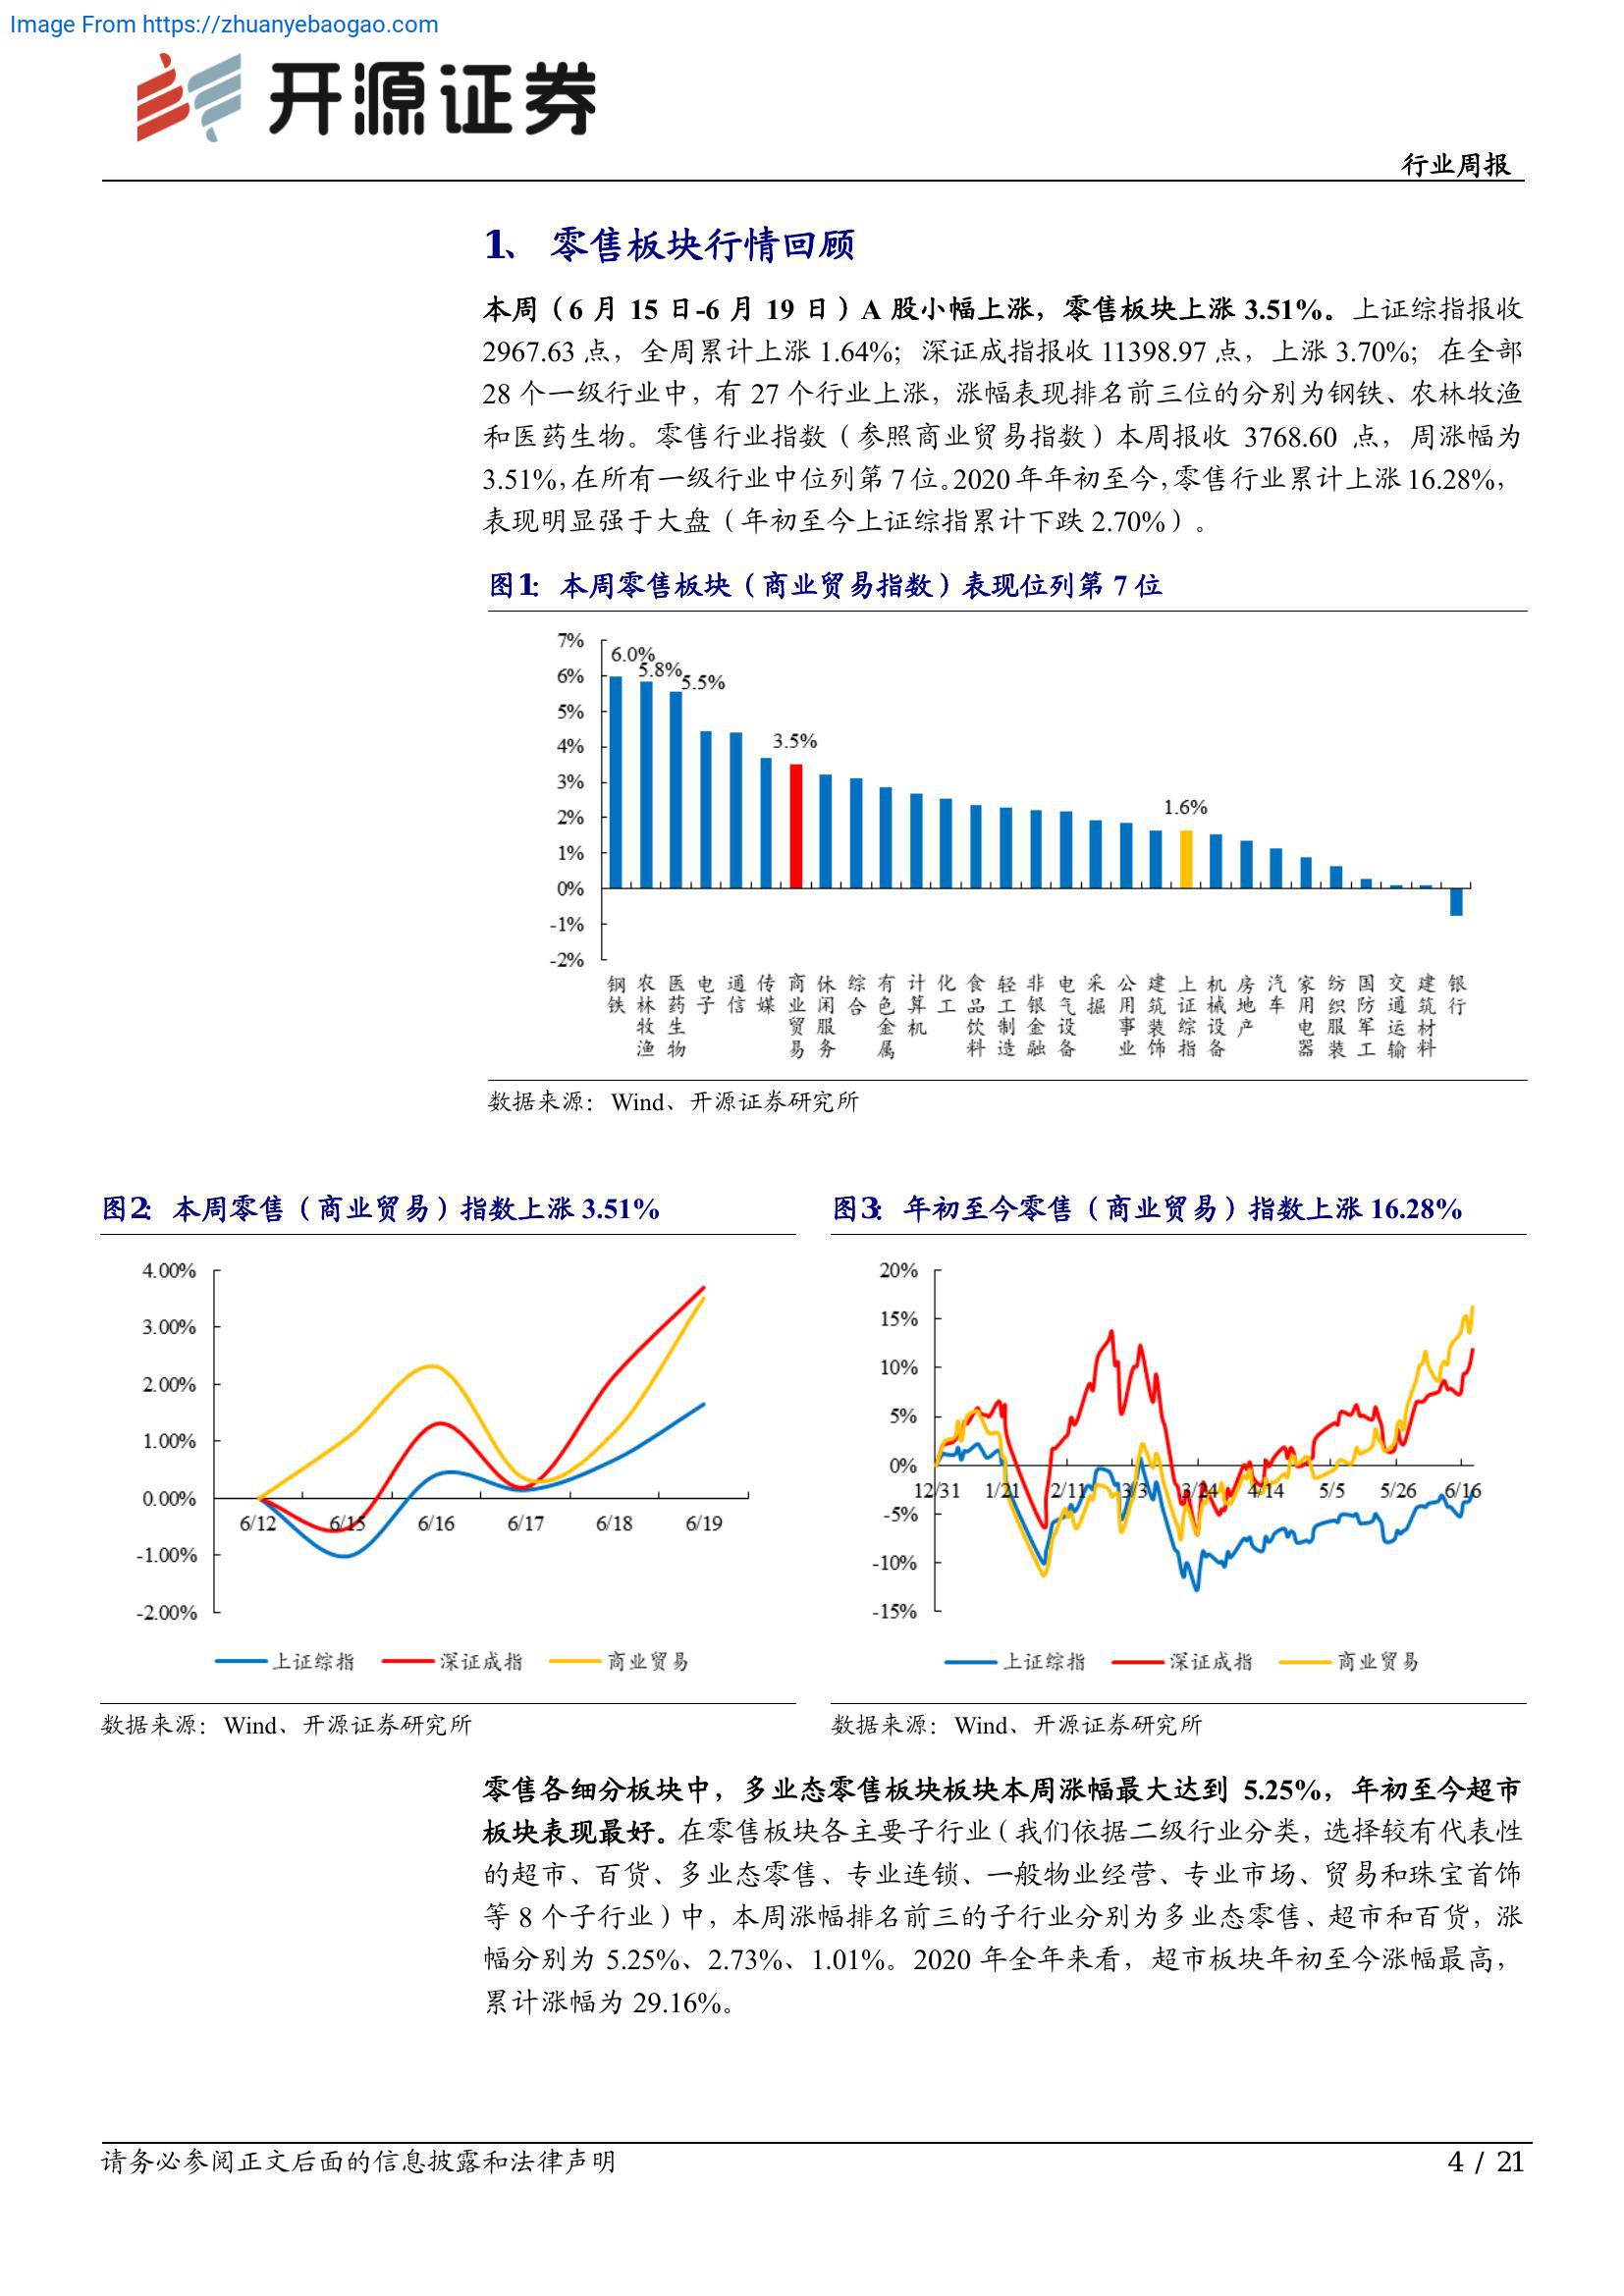 Image From https://zhuanyebaogao.com
开源证券
行业周报
1、 零售板块行情回顾
本周（6 月 15 日-6 月 19 日）A 股小幅上涨，零售板块上涨 3.51%。上证综指报收
2967.63 点，全周累计上涨 1.64%；深证成指报收 11398.97 点，上涨 3.70%；在全部
28 个一级行业中，有 27 个行业上涨，涨幅表现排名前三位的分别为钢铁、农林牧渔
和医药生物。零售行业指数（参照商业贸易指数）本周报收 3768.60 点，周涨幅为
3.51%，在所有一级行业中位列第 7 位。2020 年年初至今，零售行业累计上涨 16.28%，
表现明显强于大盘（年初至今上证综指累计下跌 2.70%）。
图1： 本周零售板块（商业贸易指数）表现位列第 7 位
7%
6%
5%
4%
3%
2%
1%
0%
-1%
-2%
6.0%
5.8%
5.5%
3.5%
1.6%
钢铁
农林牧渔
医药生物
电子
通信
传媒
商业贸易
休闲服务
综合
有色金属
计算机
化工
食品饮料
轻工制造
非银金融
电气设备
采掘
公用事业
建筑装饰
上证综指
机械设备
房地产
汽车
家用电器
纺织服装
国防军工
交通运输
建筑材料
银行
数据来源：Wind、开源证券研究所
图2： 本周零售（商业贸易）指数上涨 3.51%
4.00%
3.00%
2.00%
1.00%
0.00%
-1.00%
-2.00%
6/12 6/15 6/16 6/17 6/18 6/19
上证综指 深证成指 商业贸易
数据来源：Wind、开源证券研究所
图3： 年初至今零售（商业贸易）指数上涨 16.28%
20%
15%
10%
5%
0%
-5%
-10%
-15%
12/31 1/21 2/11 3/3 3/24 4/14 5/5 5/26 6/16
上证综指 深证成指 商业贸易
数据来源：Wind、开源证券研究所
零售各细分板块中，多业态零售板块板块本周涨幅最大达到 5.25%，年初至今超市
板块表现最好。在零售板块各主要子行业（我们依据二级行业分类，选择较有代表性
的超市、百货、多业态零售、专业连锁、一般物业经营、专业市场、贸易和珠宝首饰
等 8 个子行业）中，本周涨幅排名前三的子行业分别为多业态零售、超市和百货，涨
幅分别为 5.25%、2.73%、1.01%。2020 年全年来看，超市板块年初至今涨幅最高，
累计涨幅为 29.16%。
请务必参阅正文后面的信息披露和法律声明
4 / 21